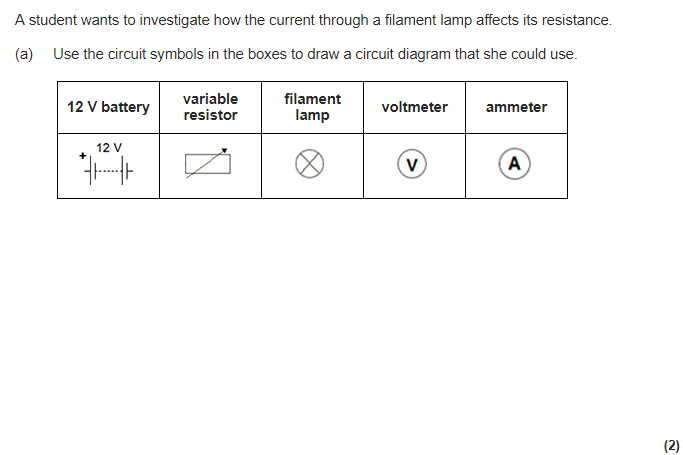 A student wants to investigate how the current through a filament lamp affects its resistance.
(a) Use the circuit symbols in the boxes to draw a circuit diagram that she could use.
12 V battery variable resistor filament lamp voltmeter ammeter
+ 12 V V A
(2)